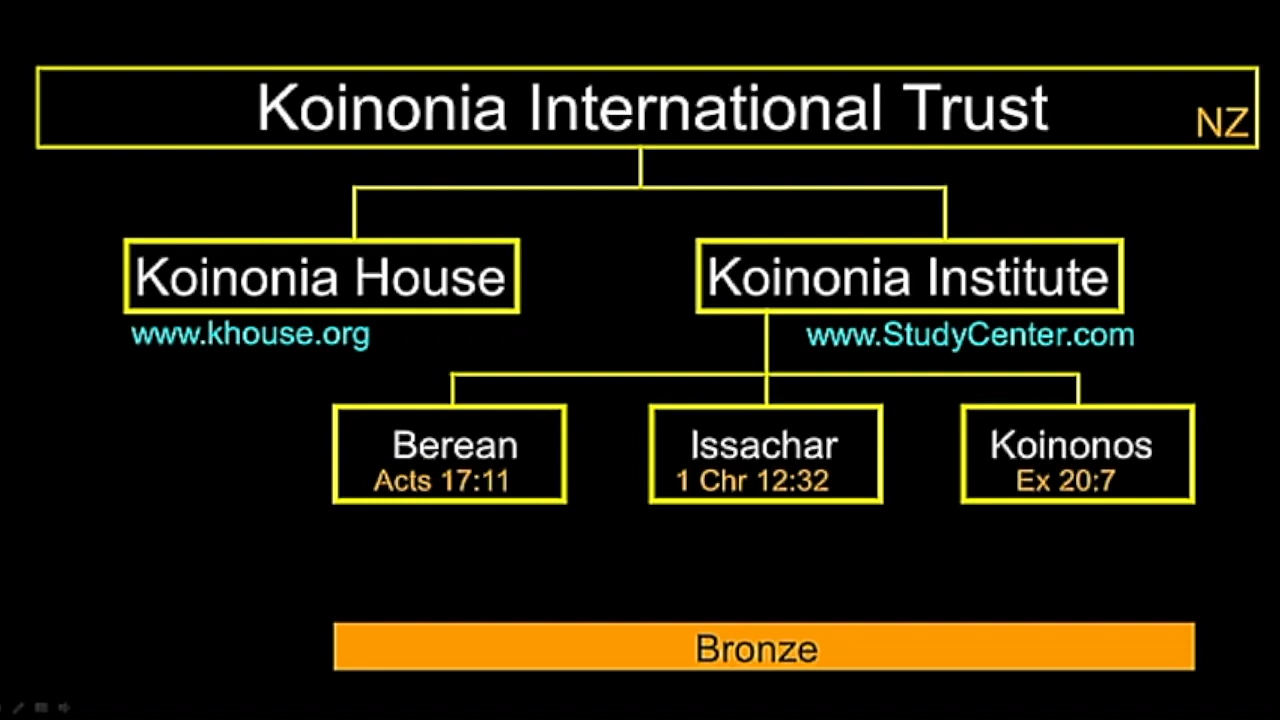 Koinonia International Trust
NZ
Koinonia House
Koinonia Institute
www.khouse.org
www.StudyCenter.com
Berean
Issachar
Koinonos
Acts 17:11
1 Chr 12:32
Ex 20:7
Bronze